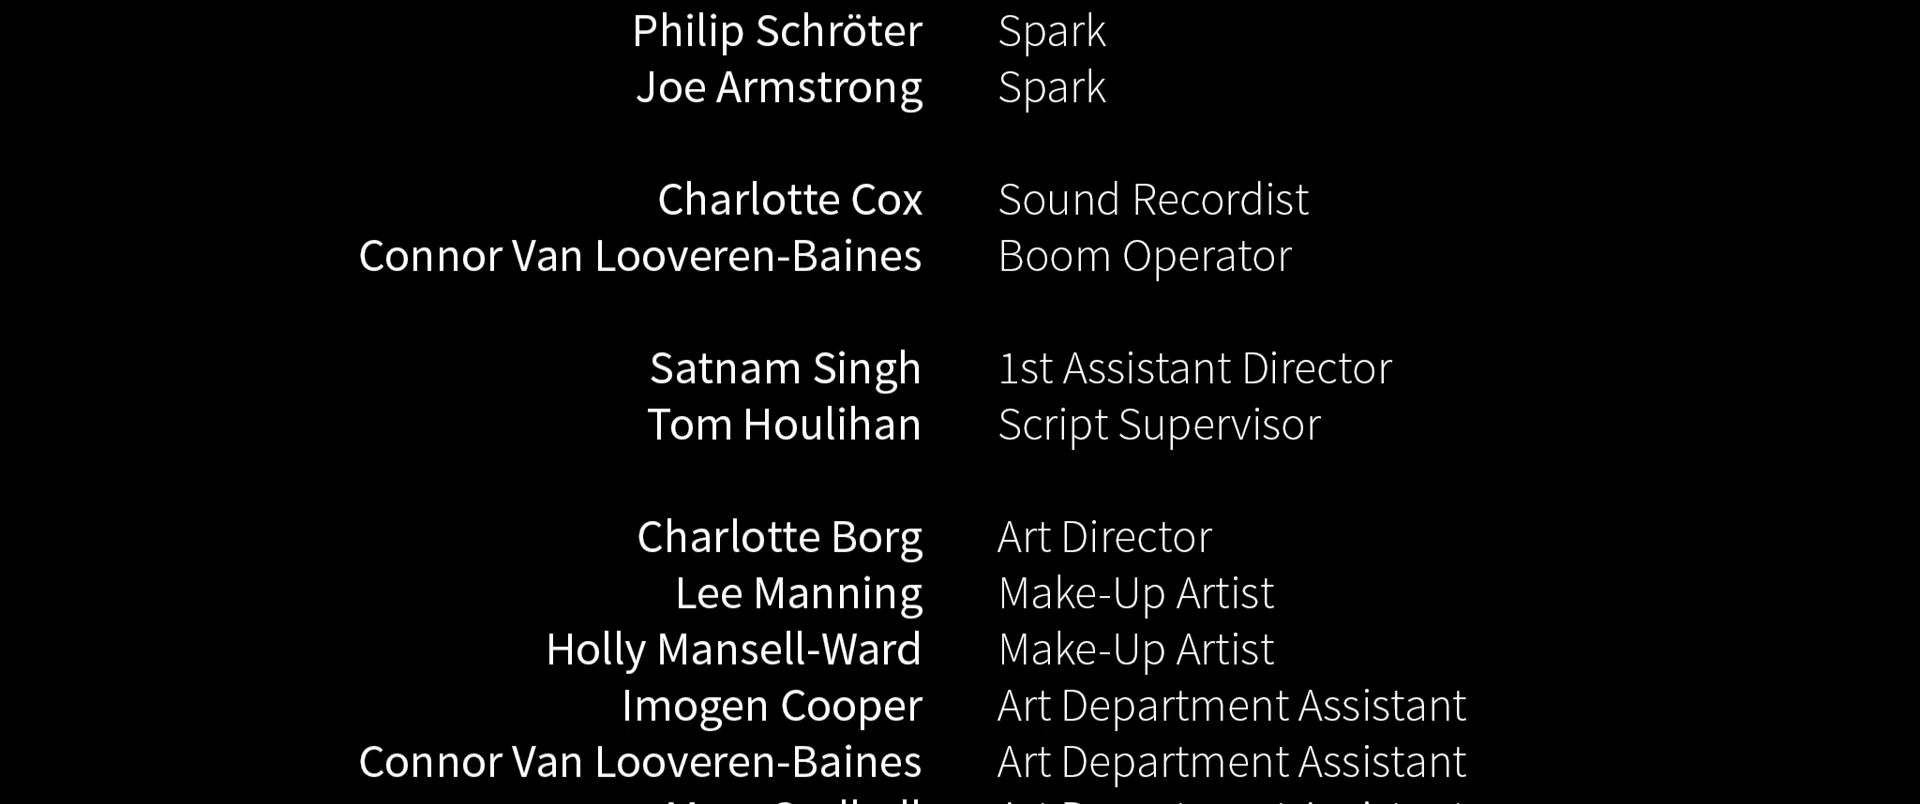 Philip Schröter Spark
Joe Armstrong Spark
Charlotte Cox Sound Recordist
Connor Van Looveren-Baines Boom Operator
Satnam Singh 1st Assistant Director
Tom Houlihan Script Supervisor
Charlotte Borg Art Director
Lee Manning Make-Up Artist
Holly Mansell-Ward Make-Up Artist
Imogen Cooper Art Department Assistant
Connor Van Looveren-Baines Art Department Assistant